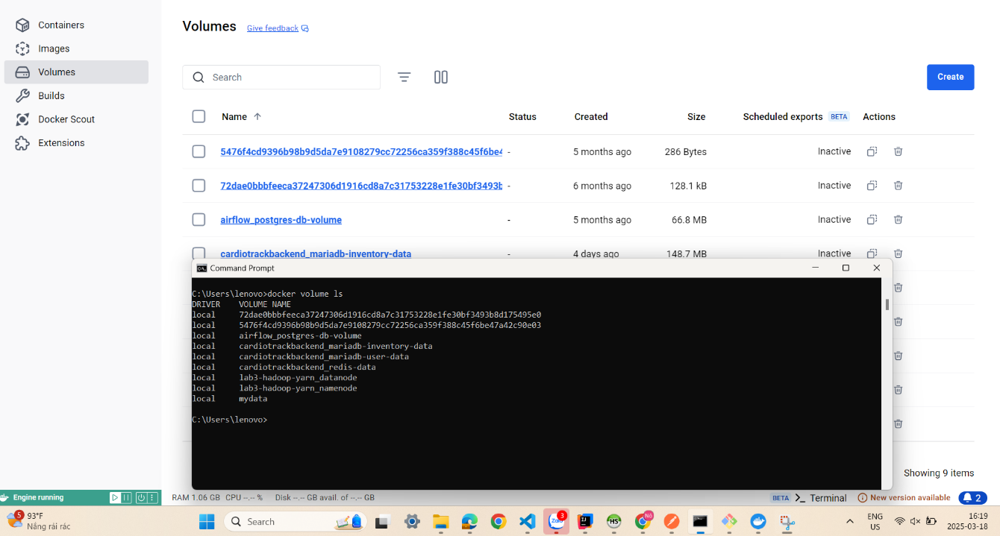 Containers
Images
Volumes
Builds
Docker Scout
Extensions
Volumes Give feedback
Search
Create
Name Status Created Size Scheduled exports BETA Actions
5476f4cd9396b98b9d5da7e9108279cc72256ca359f388c45f6be4 - 5 months ago 286 Bytes Inactive
72dae0bbbfeeca37247306d1916cd8a7c31753228e1fe30bf3493b - 6 months ago 128.1 kB Inactive
airflow_postgres-db-volume - 5 months ago 66.8 MB Inactive
cardiotrackbackend_mariadb-inventory-data - 4 days ago 148.7 MB Inactive
Command Prompt
C:\Users\lenovo>docker volume ls
DRIVER VOLUME NAME
local 72dae0bbbfeeca37247306d1916cd8a7c31753228e1fe30bf3493b8d175495e0
local 5476f4cd9396b98b9d5da7e9108279cc72256ca359f388c45f6be47a42c90e03
local airflow_postgres-db-volume
local cardiotrackbackend_mariadb-inventory-data
local cardiotrackbackend_mariadb-user-data
local cardiotrackbackend_redis-data
local lab3-hadoop-yarn_datanode
local lab3-hadoop-yarn_namenode
local mydata
C:\Users\lenovo>
Showing 9 items
Engine running RAM 1.06 GB CPU --.-- % Disk --.-- GB avail. of --.-- GB BETA Terminal New version available 2
5 93°F
Nắng rải rác
Search
Zalo 3
IJ
HS
Nô
ENG
US
16:19
2025-03-18